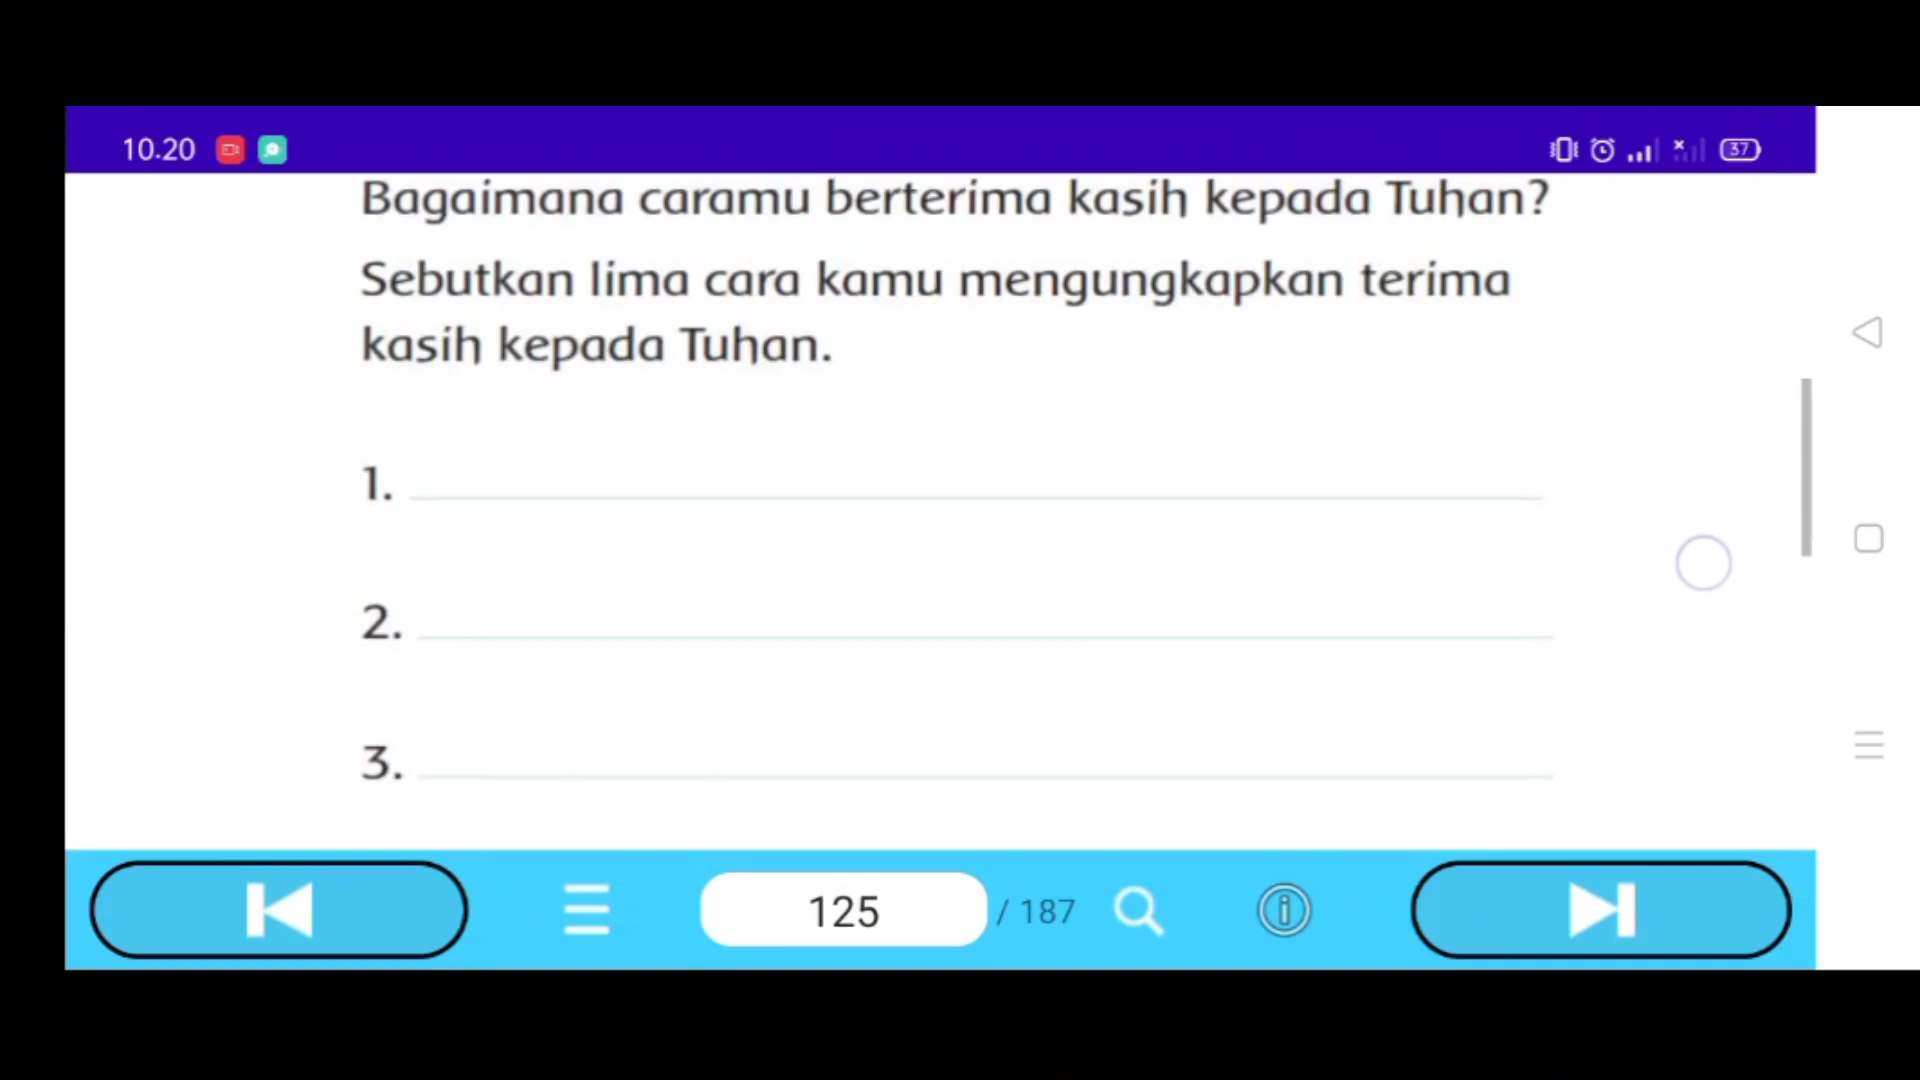 10.20
37
Bagaimana caramu berterima kasih kepada Tuhan?
Sebutkan lima cara kamu mengungkapkan terima
kasih kepada Tuhan.
1.
2.
3.
125 / 187